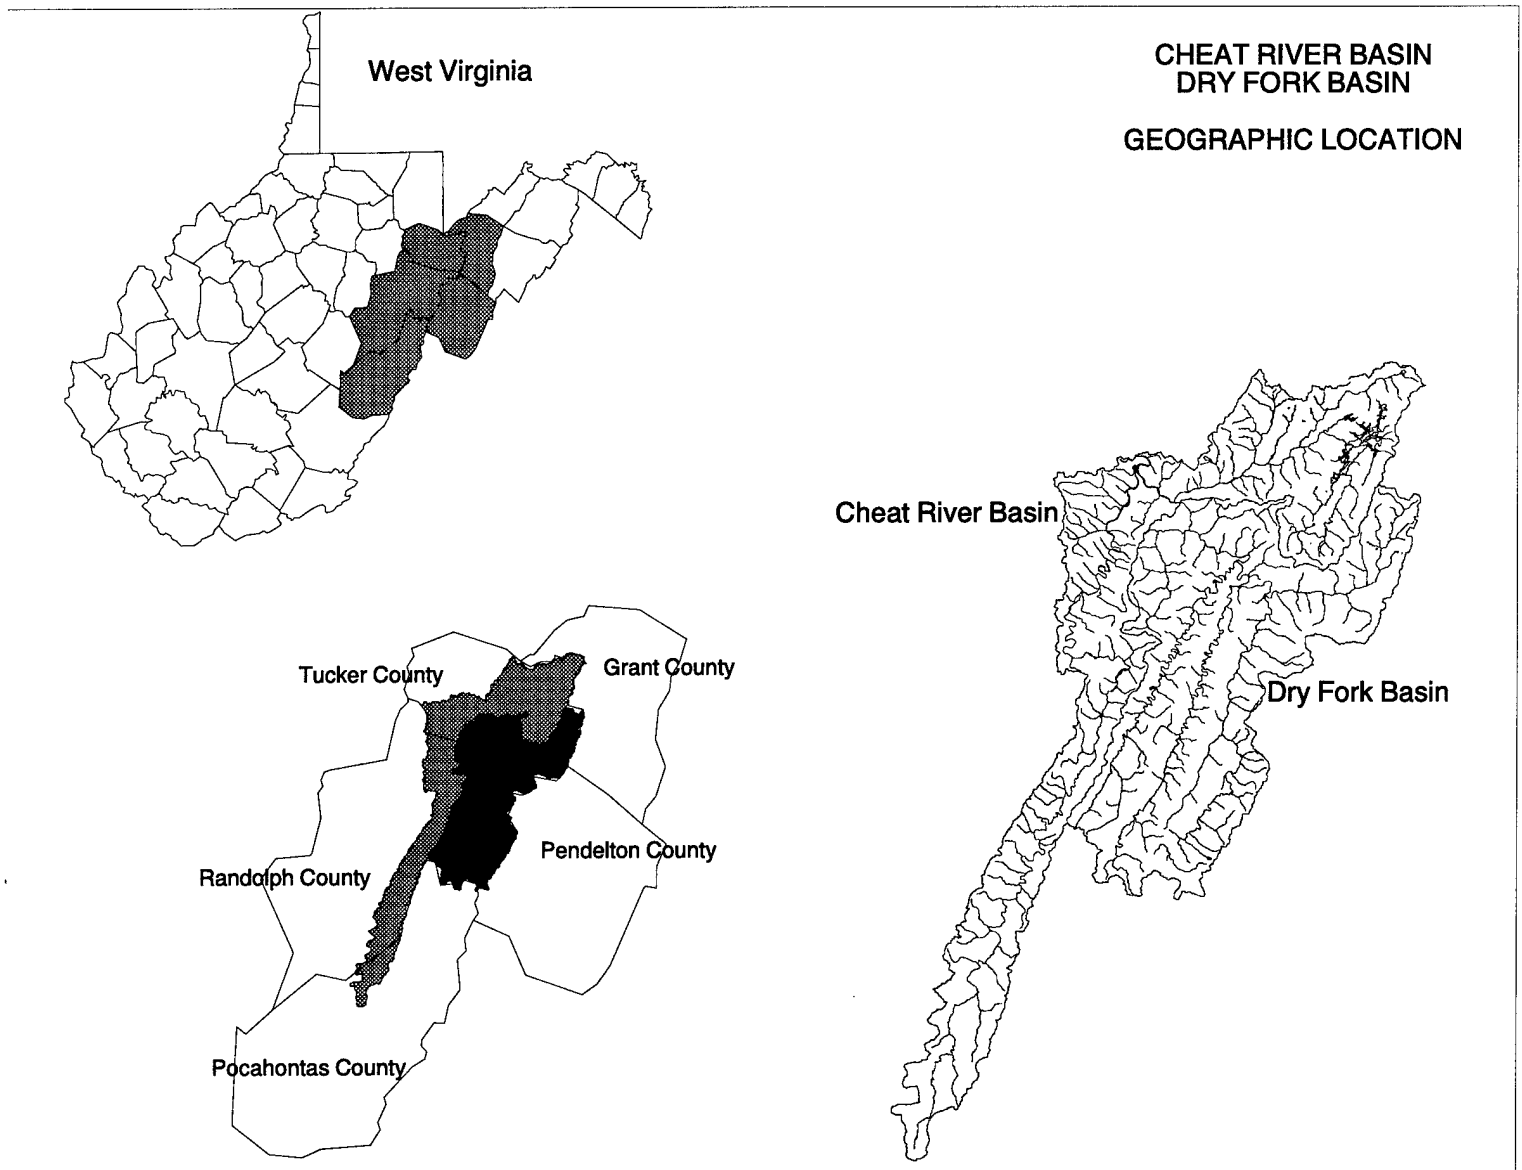 West Virginia
CHEAT RIVER BASIN
DRY FORK BASIN
GEOGRAPHIC LOCATION
Cheat River Basin
Dry Fork Basin
Tucker County
Grant County
Pendelton County
Randolph County
Pocahontas County